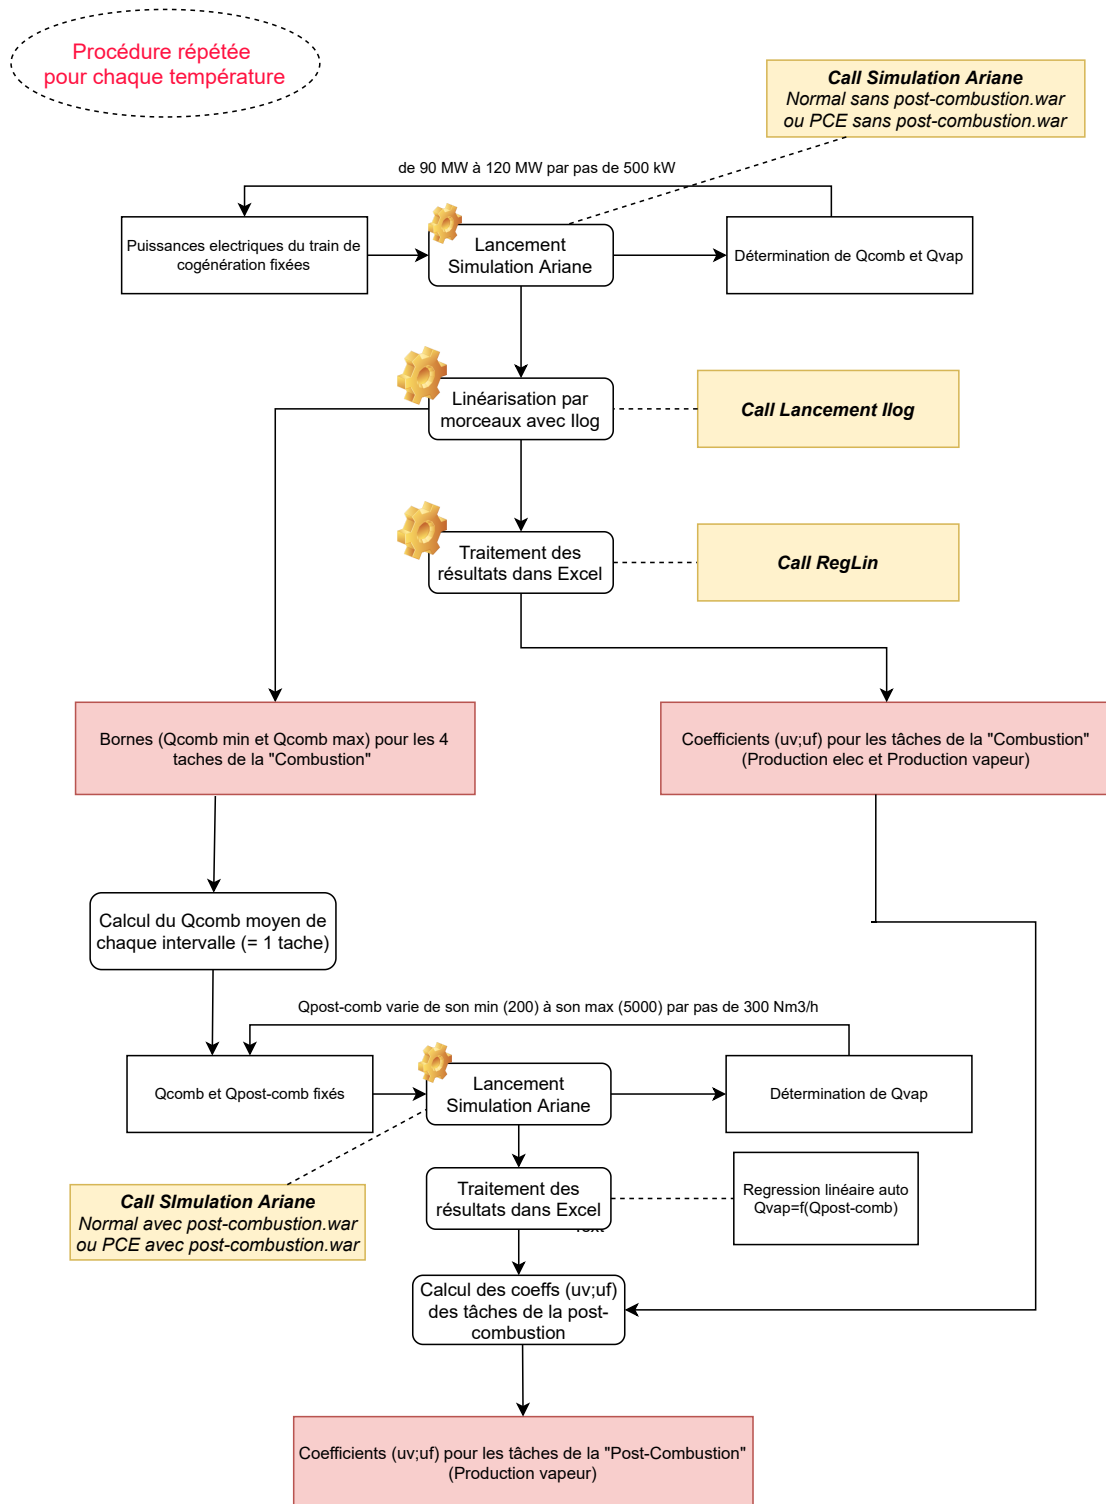 Procédure répétée
pour chaque température
Call Simulation Ariane
Normal sans post-combustion.war
ou PCE sans post-combustion.war
de 90 MW à 120 MW par pas de 500 kW
Puissances electriques du train de
cogénération fixées
Lancement
Simulation Ariane
Détermination de Qcomb et Qvap
Linéarisation par
morceaux avec Ilog
Call Lancement Ilog
Traitement des
résultats dans Excel
Call RegLin
Bornes (Qcomb min et Qcomb max) pour les 4
taches de la "Combustion"
Coefficients (uv;uf) pour les tâches de la "Combustion"
(Production elec et Production vapeur)
Calcul du Qcomb moyen de
chaque intervalle (= 1 tache)
Qpost-comb varie de son min (200) à son max (5000) par pas de 300 Nm3/h
Qcomb et Qpost-comb fixés
Lancement
Simulation Ariane
Détermination de Qvap
Call SImulation Ariane
Normal avec post-combustion.war
ou PCE avec post-combustion.war
Traitement des
résultats dans Excel
Regression linéaire auto
Qvap=f(Qpost-comb)
Calcul des coeffs (uv;uf)
des tâches de la post-
combustion
Coefficients (uv;uf) pour les tâches de la "Post-Combustion"
(Production vapeur)